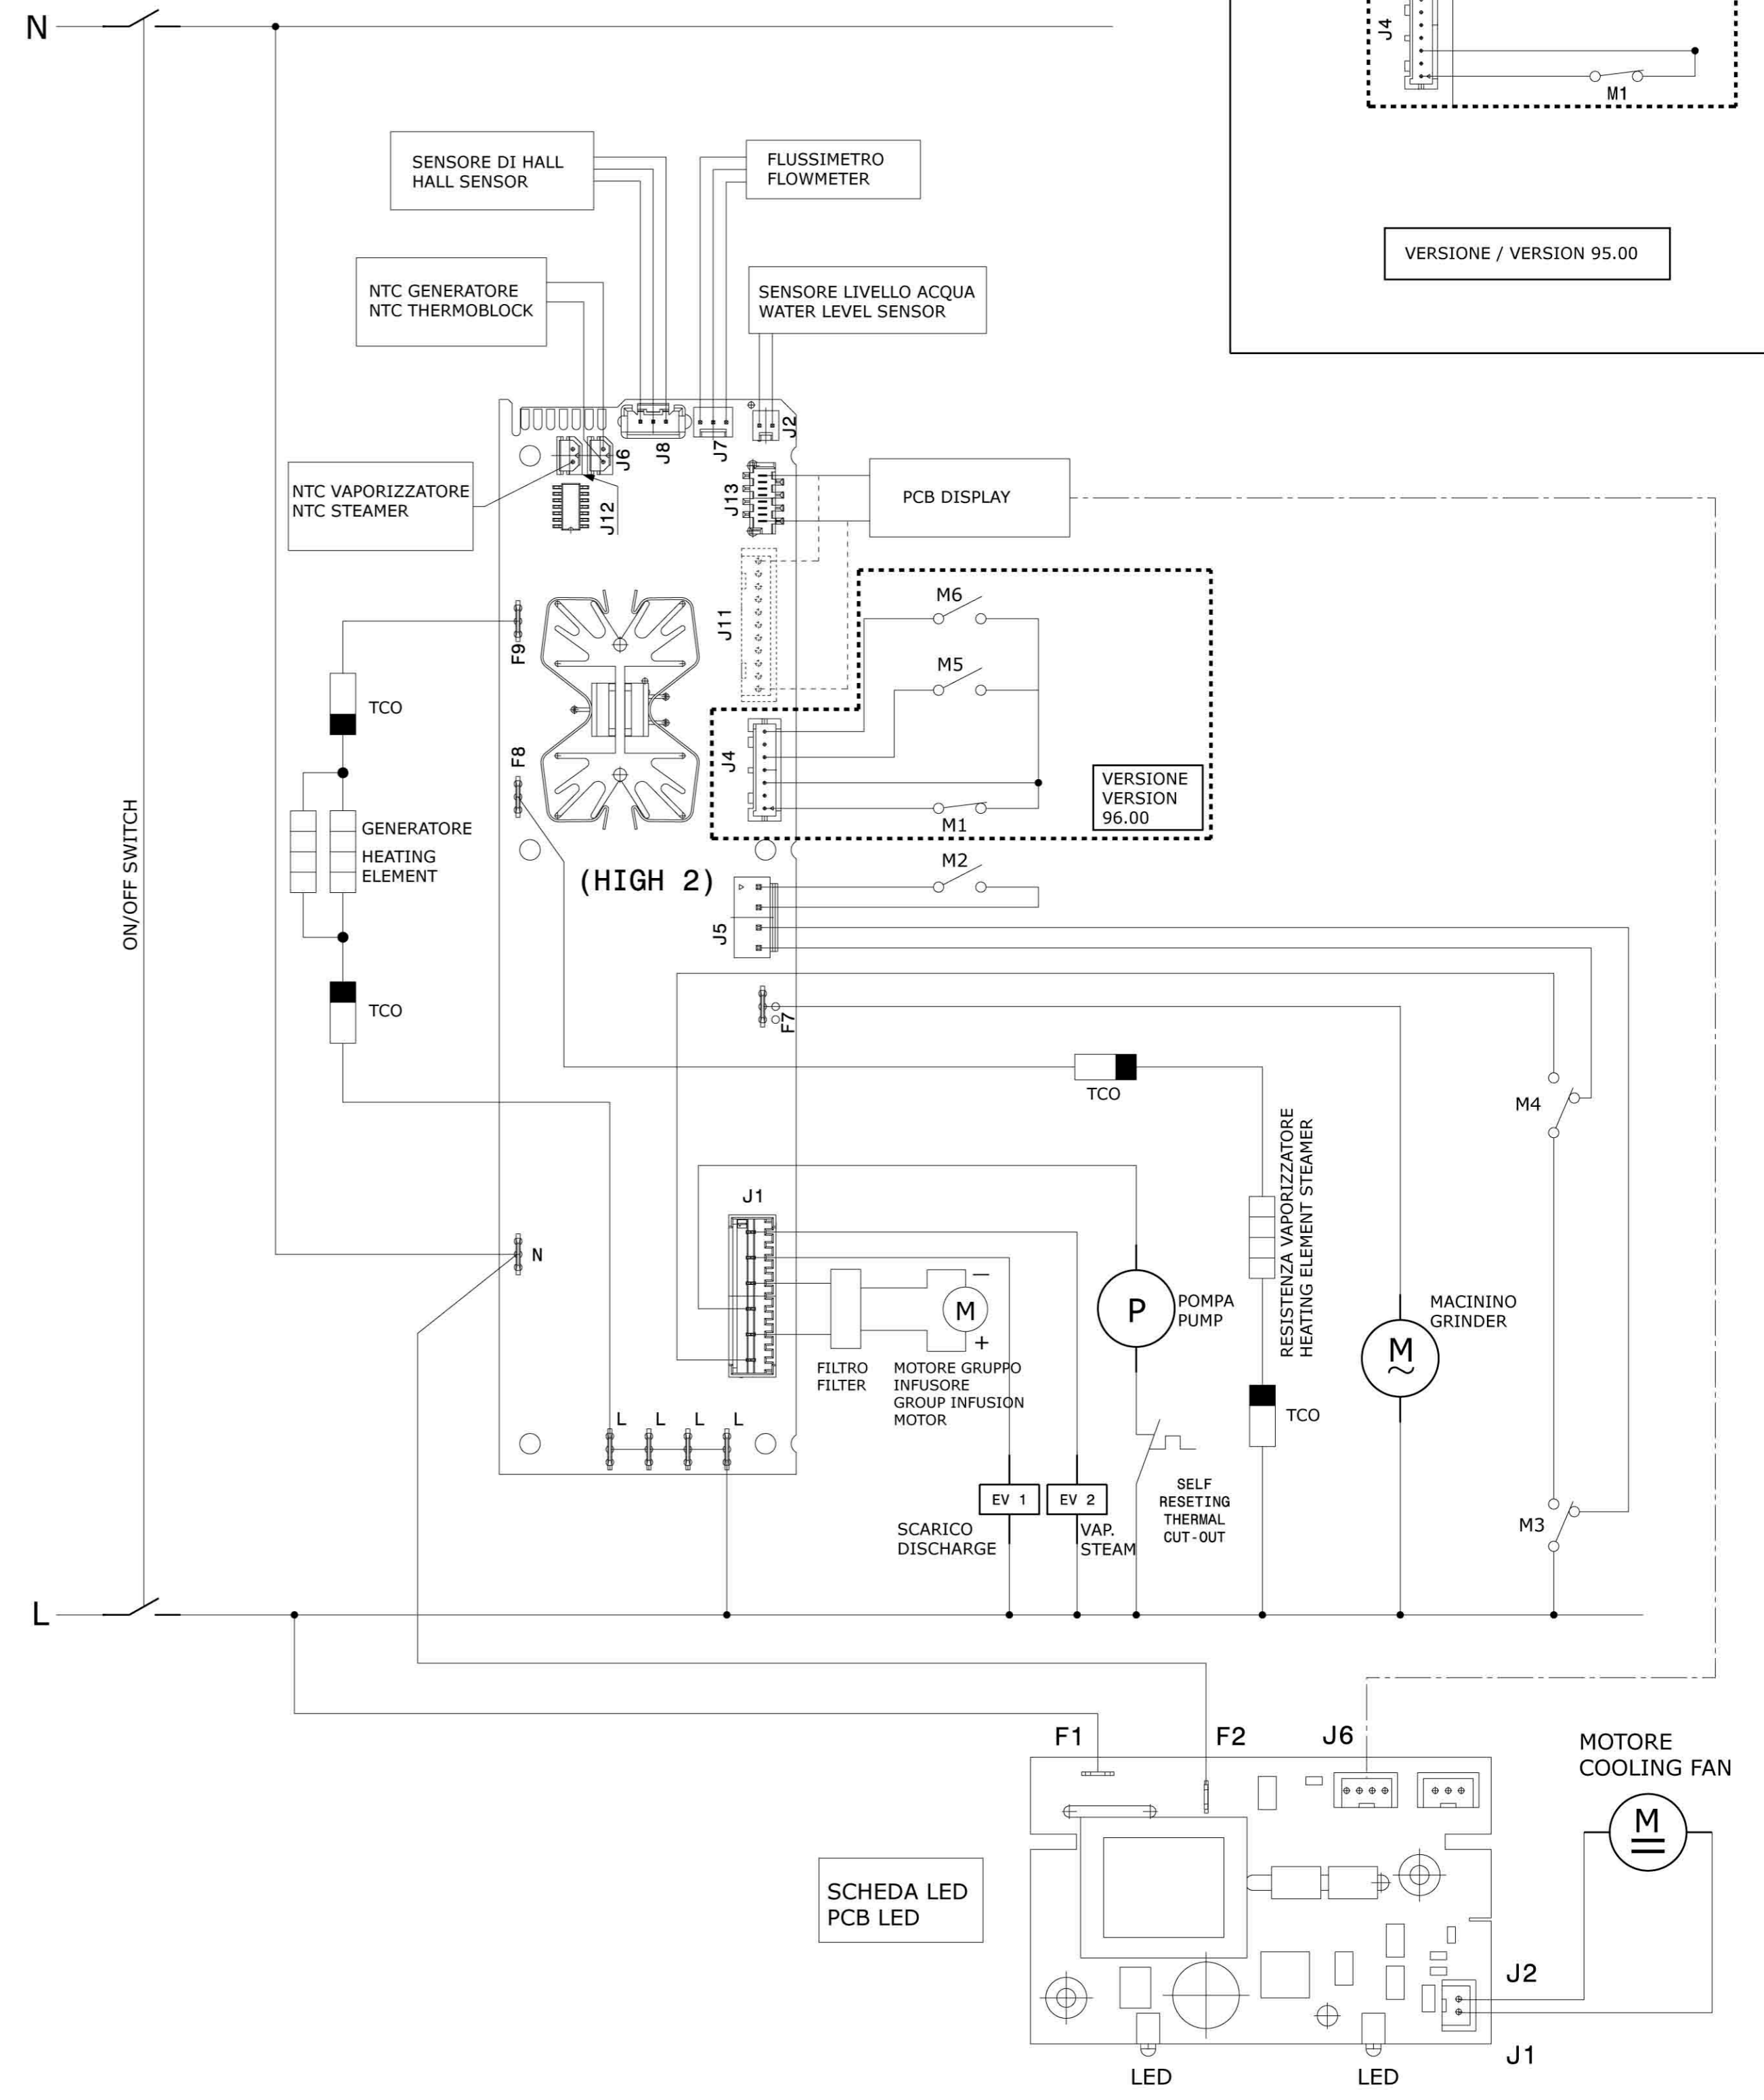 N
J4
M1
SENSORE DI HALL
HALL SENSOR
FLUSSIMETRO
FLOWMETER
VERSIONE / VERSION 95.00
NTC GENERATORE
NTC THERMOBLOCK
SENSORE LIVELLO ACQUA
WATER LEVEL SENSOR
J6
J8
J7
J2
NTC VAPORIZZATORE
NTC STEAMER
J12
J13
PCB DISPLAY
M6
J11
F9
M5
TCO
F8
J4
VERSIONE
VERSION
96.00
M1
GENERATORE
HEATING
ELEMENT
ON/OFF SWITCH
(HIGH 2)
M2
J5
TCO
F7
TCO
M4
RESISTENZA VAPORIZZATORE
HEATING ELEMENT STEAMER
J1
N
M
−
+
P
POMPA
PUMP
MACININO
GRINDER
M
~
FILTRO
FILTER
MOTORE GRUPPO
INFUSORE
GROUP INFUSION
MOTOR
TCO
L L L L
EV 1
EV 2
SELF
RESETING
THERMAL
CUT-OUT
SCARICO
DISCHARGE
VAP.
STEAM
M3
L
F1
F2
J6
MOTORE
COOLING FAN
M
SCHEDA LED
PCB LED
J2
J1
LED
LED